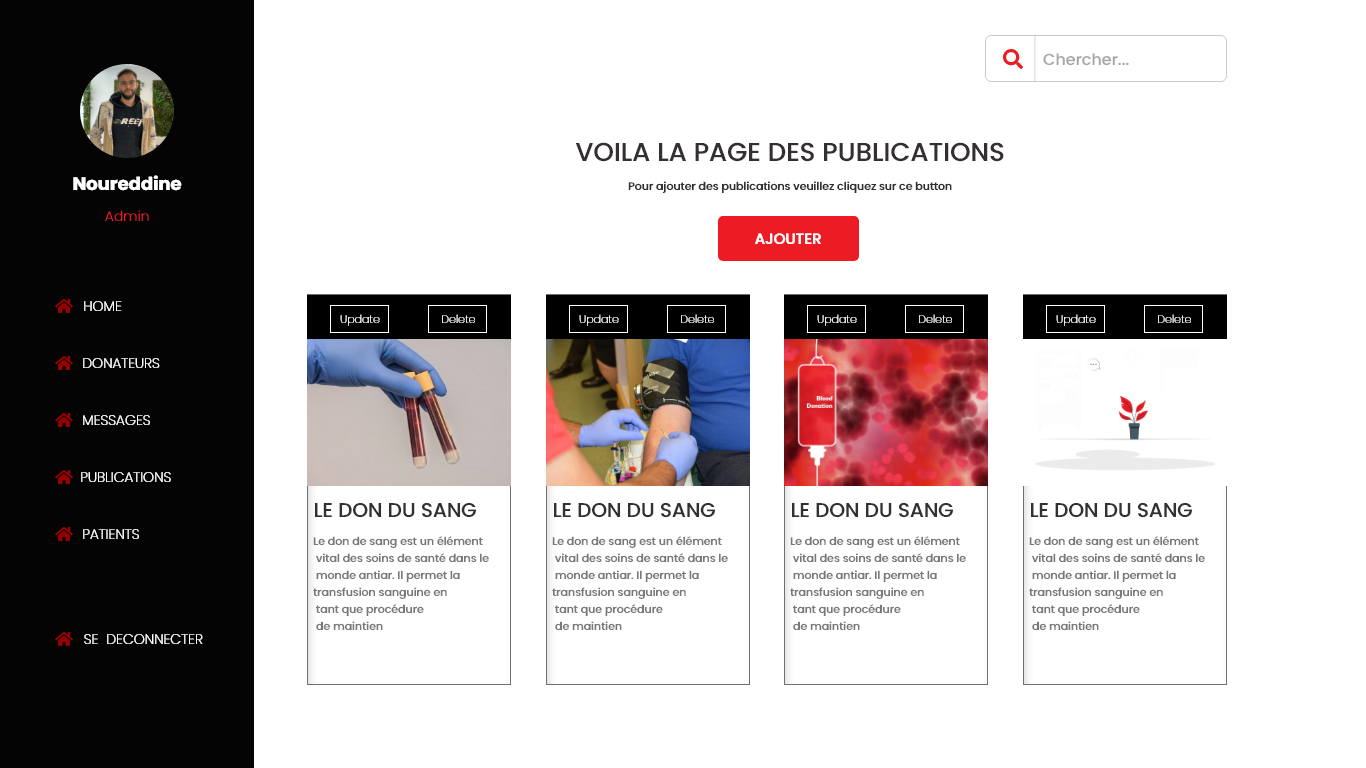 Chercher...
REEF
Noureddine
Admin
HOME
DONATEURS
MESSAGES
PUBLICATIONS
PATIENTS
SE DECONNECTER
VOILA LA PAGE DES PUBLICATIONS
Pour ajouter des publications veuillez cliquez sur ce button
AJOUTER
Update
Delete
LE DON DU SANG
Le don de sang est un élément
vital des soins de santé dans le
monde antiar. Il permet la
transfusion sanguine en
tant que procédure
de maintien
Update
Delete
LE DON DU SANG
Le don de sang est un élément
vital des soins de santé dans le
monde antiar. Il permet la
transfusion sanguine en
tant que procédure
de maintien
Update
Delete
Blood
Donation
LE DON DU SANG
Le don de sang est un élément
vital des soins de santé dans le
monde antiar. Il permet la
transfusion sanguine en
tant que procédure
de maintien
Update
Delete
LE DON DU SANG
Le don de sang est un élément
vital des soins de santé dans le
monde antiar. Il permet la
transfusion sanguine en
tant que procédure
de maintien